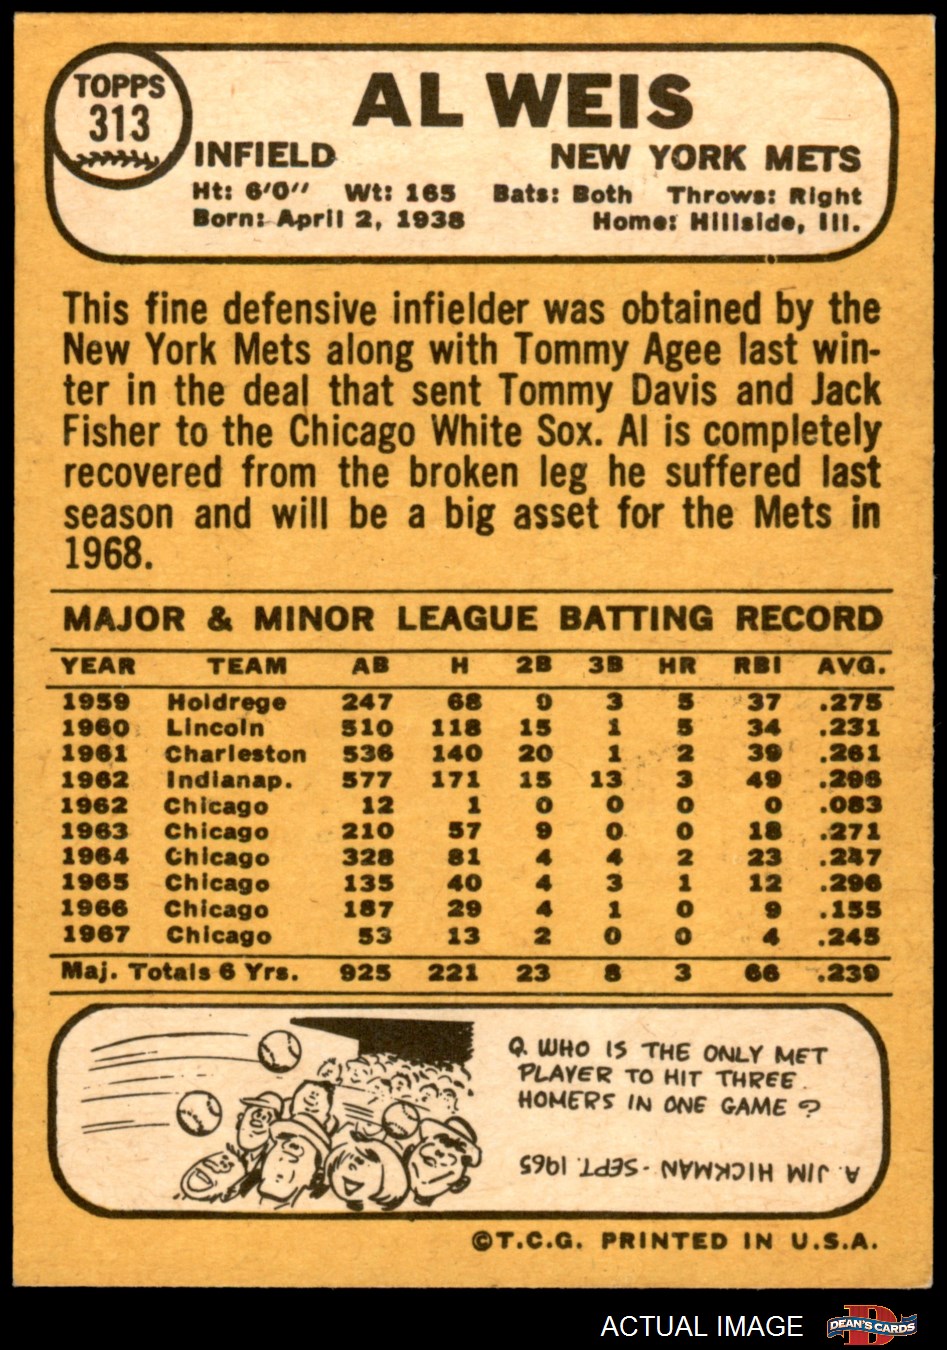 TOPPS
313
AL WEIS
INFIELD NEW YORK METS
Ht: 6'0" Wt: 165 Bats: Both Throws: Right
Born: April 2, 1938 Home: Hillside, Ill.
This fine defensive infielder was obtained by the
New York Mets along with Tommy Agee last win-
ter in the deal that sent Tommy Davis and Jack
Fisher to the Chicago White Sox. Al is completely
recovered from the broken leg he suffered last
season and will be a big asset for the Mets in
1968.
MAJOR & MINOR LEAGUE BATTING RECORD
YEAR TEAM AB H 2B 3B HR RBI AVG.
1959 Holdrege 247 68 9 3 5 37 .275
1960 Lincoln 510 118 15 1 5 34 .231
1961 Charleston 536 140 20 1 2 39 .261
1962 Indianap. 577 171 15 13 3 49 .296
1962 Chicago 12 1 0 0 0 0 .083
1963 Chicago 210 57 9 0 0 18 .271
1964 Chicago 328 81 4 4 2 23 .247
1965 Chicago 135 40 4 3 1 12 .296
1966 Chicago 187 29 4 1 0 9 .155
1967 Chicago 53 13 2 0 0 4 .245
Maj. Totals 6 Yrs. 925 221 23 8 3 66 .239
Q. WHO IS THE ONLY MET
PLAYER TO HIT THREE
HOMERS IN ONE GAME?
A. JIM HICKMAN - SEPT. 1965
©T.C.G. PRINTED IN U.S.A.
ACTUAL IMAGE
DEAN'S CARDS